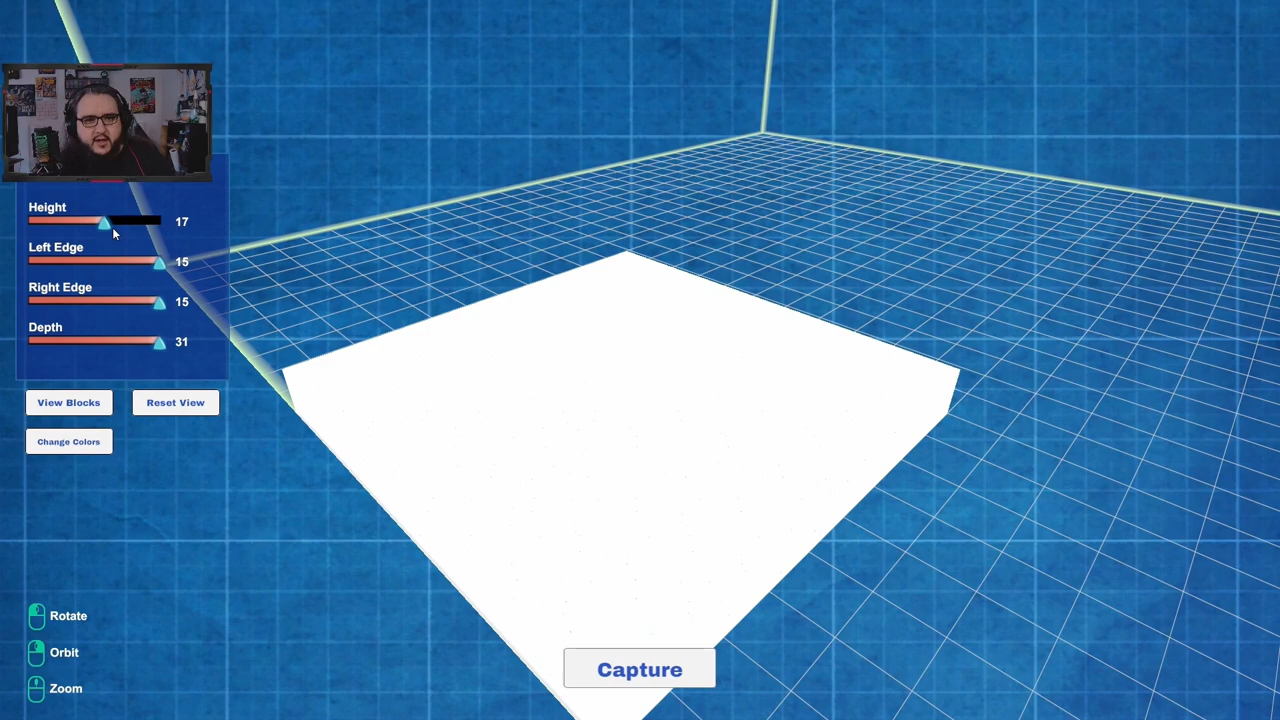 Height
17
Left Edge
15
Right Edge
15
Depth
31
View Blocks
Reset View
Change Colors
Rotate
Orbit
Zoom
Capture